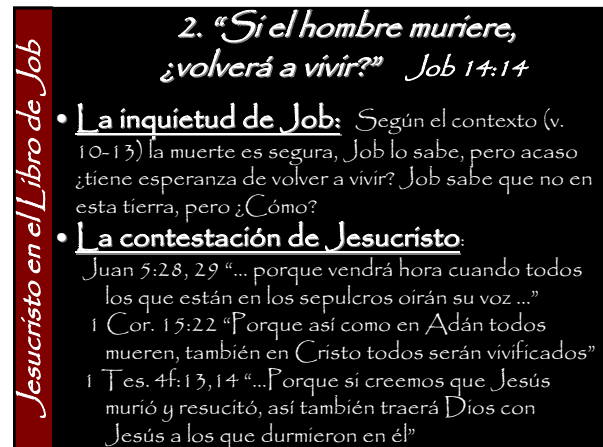 Jesucristo en el Libro de Job
2. “Si el hombre muriere,
¿volverá a vivir?” Job 14:14
• La inquietud de Job: Según el contexto (v.
10-13) la muerte es segura, Job lo sabe, pero acaso
¿tiene esperanza de volver a vivir? Job sabe que no en
esta tierra, pero ¿Cómo?
• La contestación de Jesucristo:
Juan 5:28, 29 “... porque vendrá hora cuando todos
los que están en los sepulcros oirán su voz ...”
1 Cor. 15:22 “Porque así como en Adán todos
mueren, también en Cristo todos serán vivificados”
1 Tes. 4f:13,14 “...Porque si creemos que Jesús
murió y resucitó, así también traerá Dios con
Jesús a los que durmieron en él”